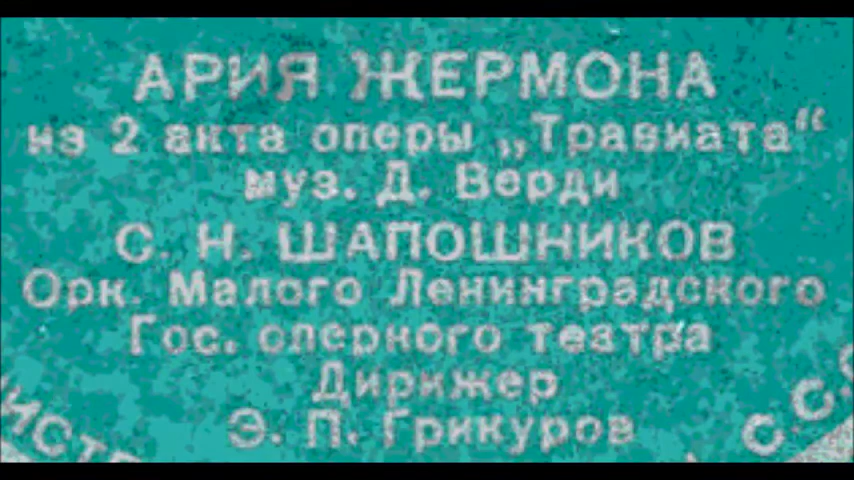 АРИЯ ЖЕРМОНА
из 2 акта оперы „Травиата“
муз. Д. Верди
С. Н. ШАПОШНИКОВ
Орк. Малого Ленинградского
Гос. оперного театра
Дирижер
Э. П. Грикуров